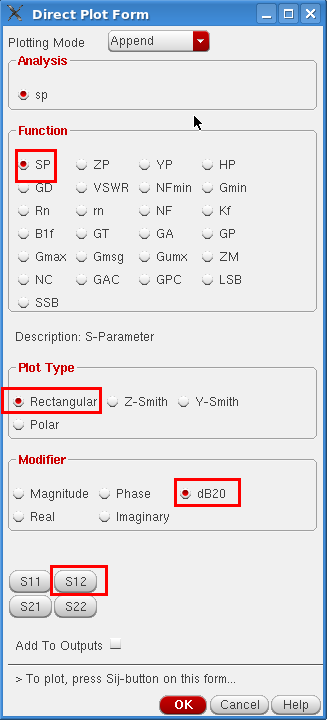 Direct Plot Form
Plotting Mode Append
Analysis
sp
Function
SP ZP YP HP
GD VSWR NFmin Gmin
Rn rn NF Kf
B1f GT GA GP
Gmax Gmsg Gumx ZM
NC GAC GPC LSB
SSB
Description: S-Parameter
Plot Type
Rectangular Z-Smith Y-Smith
Polar
Modifier
Magnitude Phase dB20
Real Imaginary
S11 S12
S21 S22
Add To Outputs
> To plot, press Sij-button on this form...
OK Cancel Help